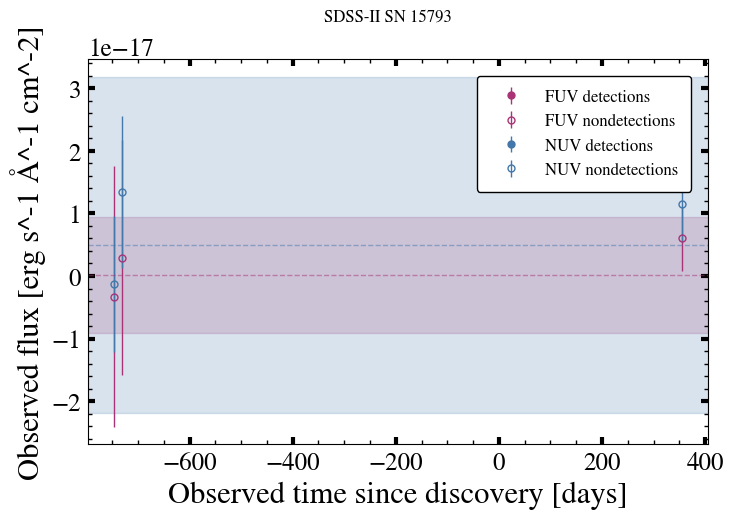 SDSS-II SN 15793
1e−17
Observed flux [erg s^-1 Å^-1 cm^-2]
3
2
1
0
−1
−2
FUV detections
FUV nondetections
NUV detections
NUV nondetections
−600 −400 −200 0 200 400
Observed time since discovery [days]